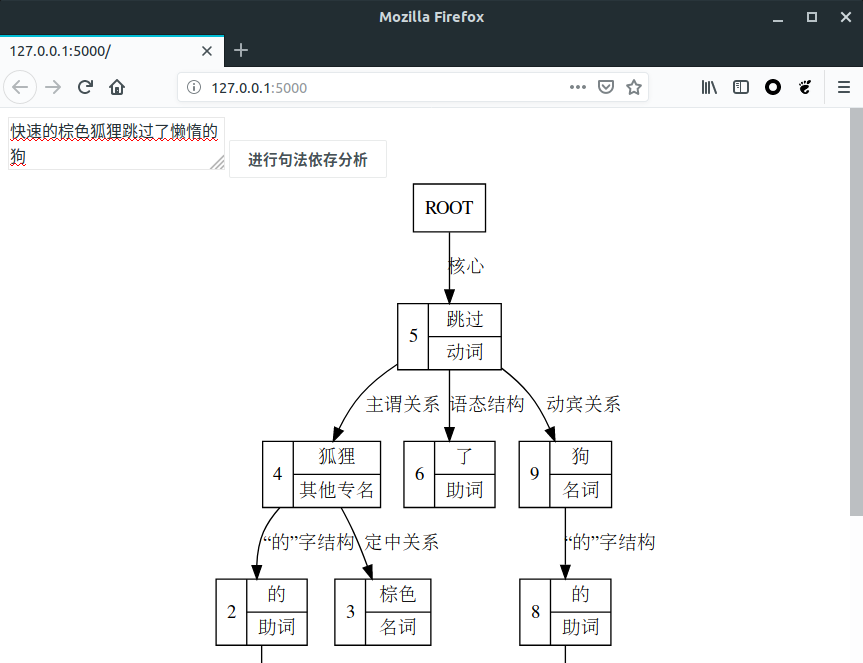 Mozilla Firefox
127.0.0.1:5000/
127.0.0.1:5000
快速的棕色狐狸跳过了懒惰的
狗
进行句法依存分析
ROOT
核心
5 跳过
动词
主谓关系 语态结构 动宾关系
4 狐狸
其他专名
6 了
助词
9 狗
名词
“的”字结构 定中关系 “的”字结构
2 的
助词
3 棕色
名词
8 的
助词